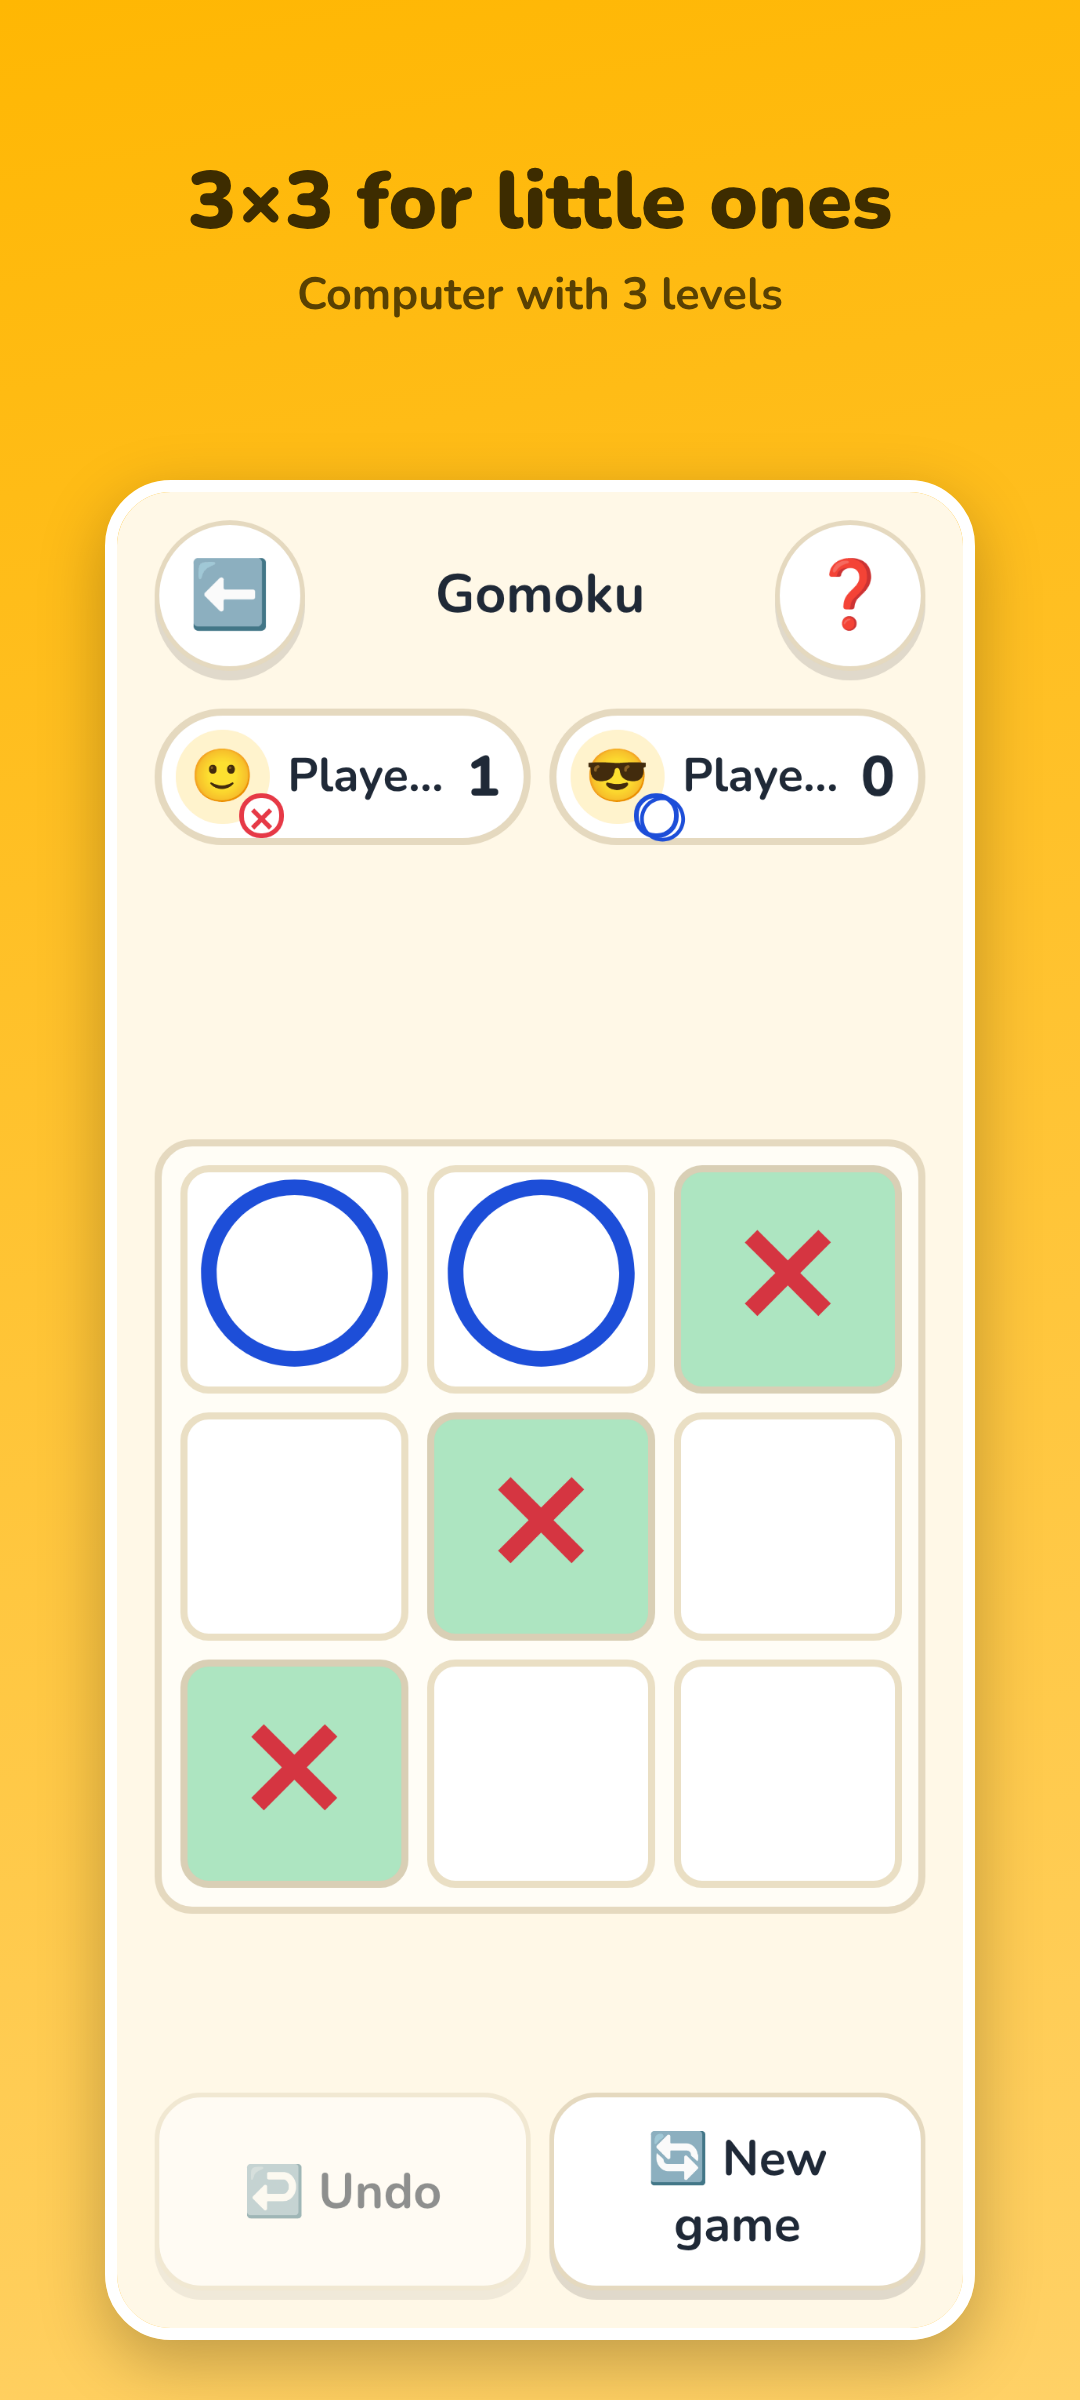 3×3 for little ones
Computer with 3 levels
Gomoku
Playe... 1
Playe... 0
Undo
New
game